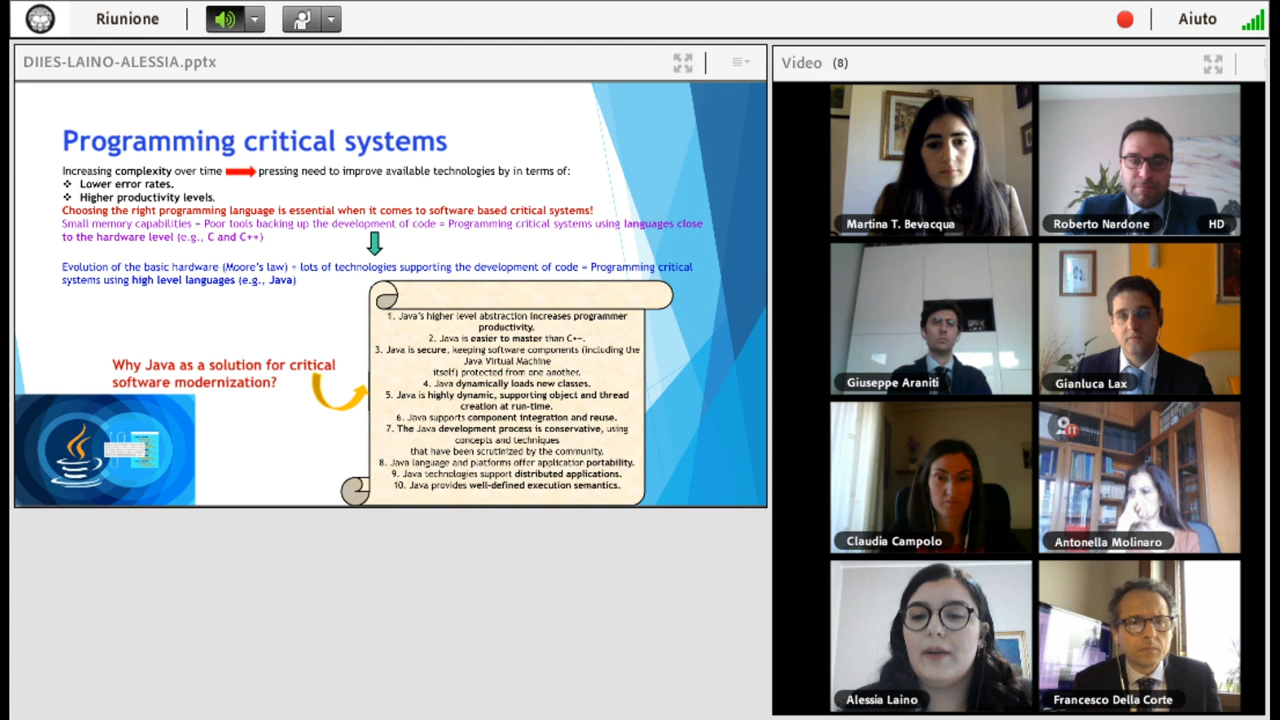 Riunione
Aiuto
DIIES-LAINO-ALESSIA.pptx
Video (8)
Programming critical systems
Increasing complexity over time pressing need to improve available technologies by in terms of:
❖ Lower error rates.
❖ Higher productivity levels.
Choosing the right programming language is essential when it comes to software based critical systems!
Small memory capabilities + Poor tools backing up the development of code = Programming critical systems using languages close
to the hardware level (e.g., C and C++)
Evolution of the basic hardware (Moore's law) + lots of technologies supporting the development of code = Programming critical
systems using high level languages (e.g., Java)
Why Java as a solution for critical
software modernization?
1. Java's higher level abstraction increases programmer
productivity.
2. Java is easier to master than C++.
3. Java is secure, keeping software components (including the
Java Virtual Machine
itself) protected from one another.
4. Java dynamically loads new classes.
5. Java is highly dynamic, supporting object and thread
creation at run-time.
6. Java supports component integration and reuse.
7. The Java development process is conservative, using
concepts and techniques
that have been scrutinized by the community.
8. Java language and platforms offer application portability.
9. Java technologies support distributed applications.
10. Java provides well-defined execution semantics.
Martina T. Bevacqua
Roberto Nardone HD
Giuseppe Araniti
Gianluca Lax
Claudia Campolo
Antonella Molinaro
Alessia Laino
Francesco Della Corte